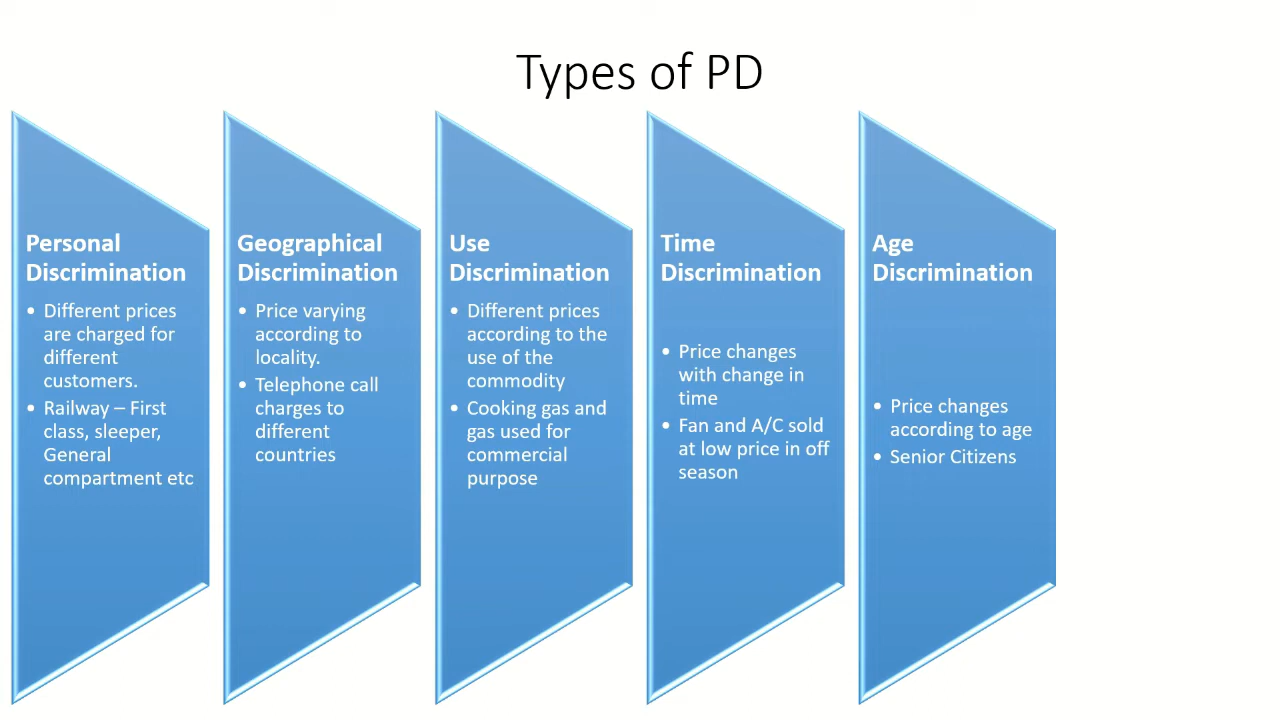 Types of PD
Personal
Discrimination
• Different prices
are charged for
different
customers.
• Railway – First
class, sleeper,
General
compartment etc
Geographical
Discrimination
• Price varying
according to
locality.
• Telephone call
charges to
different
countries
Use
Discrimination
• Different prices
according to the
use of the
commodity
• Cooking gas and
gas used for
commercial
purpose
Time
Discrimination
• Price changes
with change in
time
• Fan and A/C sold
at low price in off
season
Age
Discrimination
• Price changes
according to age
• Senior Citizens